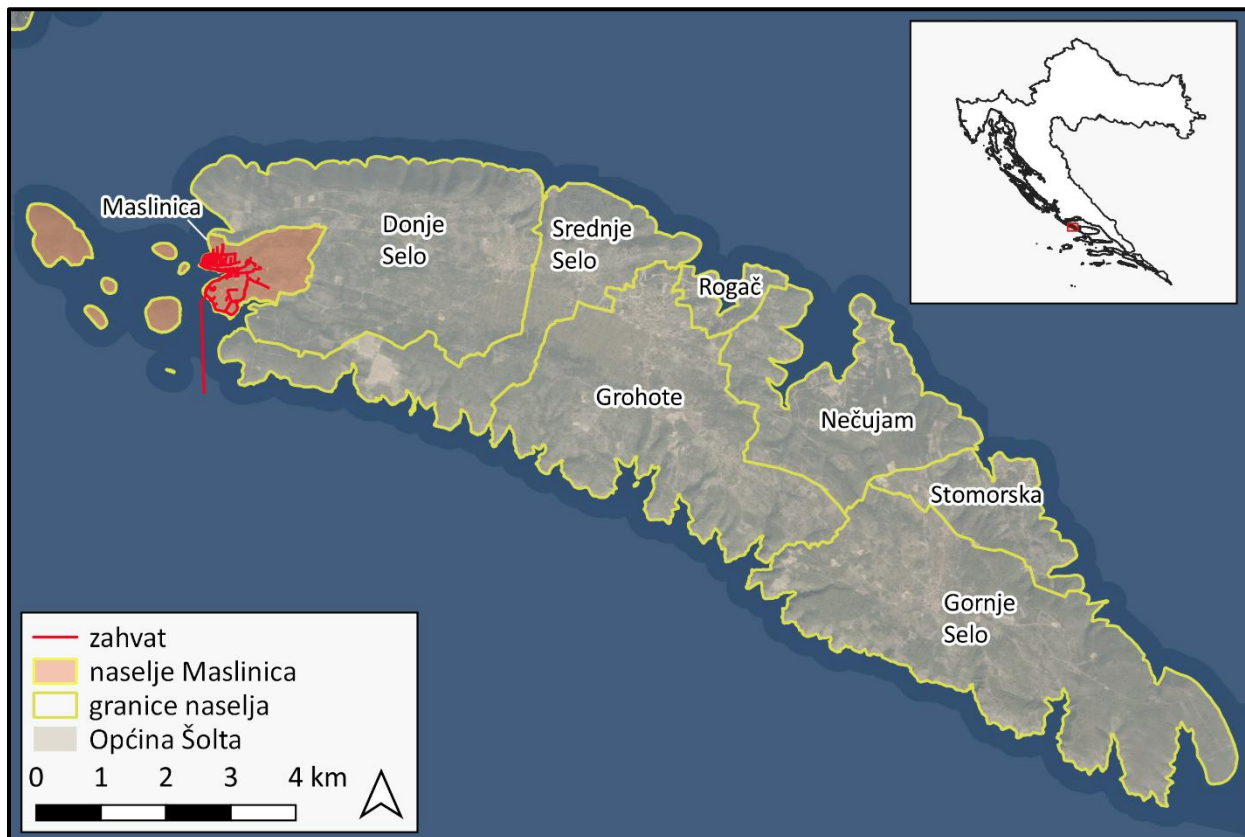 Maslinica
Donje
Selo
Srednje
Selo
Rogač
Grohote
Nečujam
Stomorska
Gornje
Selo
zahvat
naselje Maslinica
granice naselja
Općina Šolta
0 1 2 3 4 km